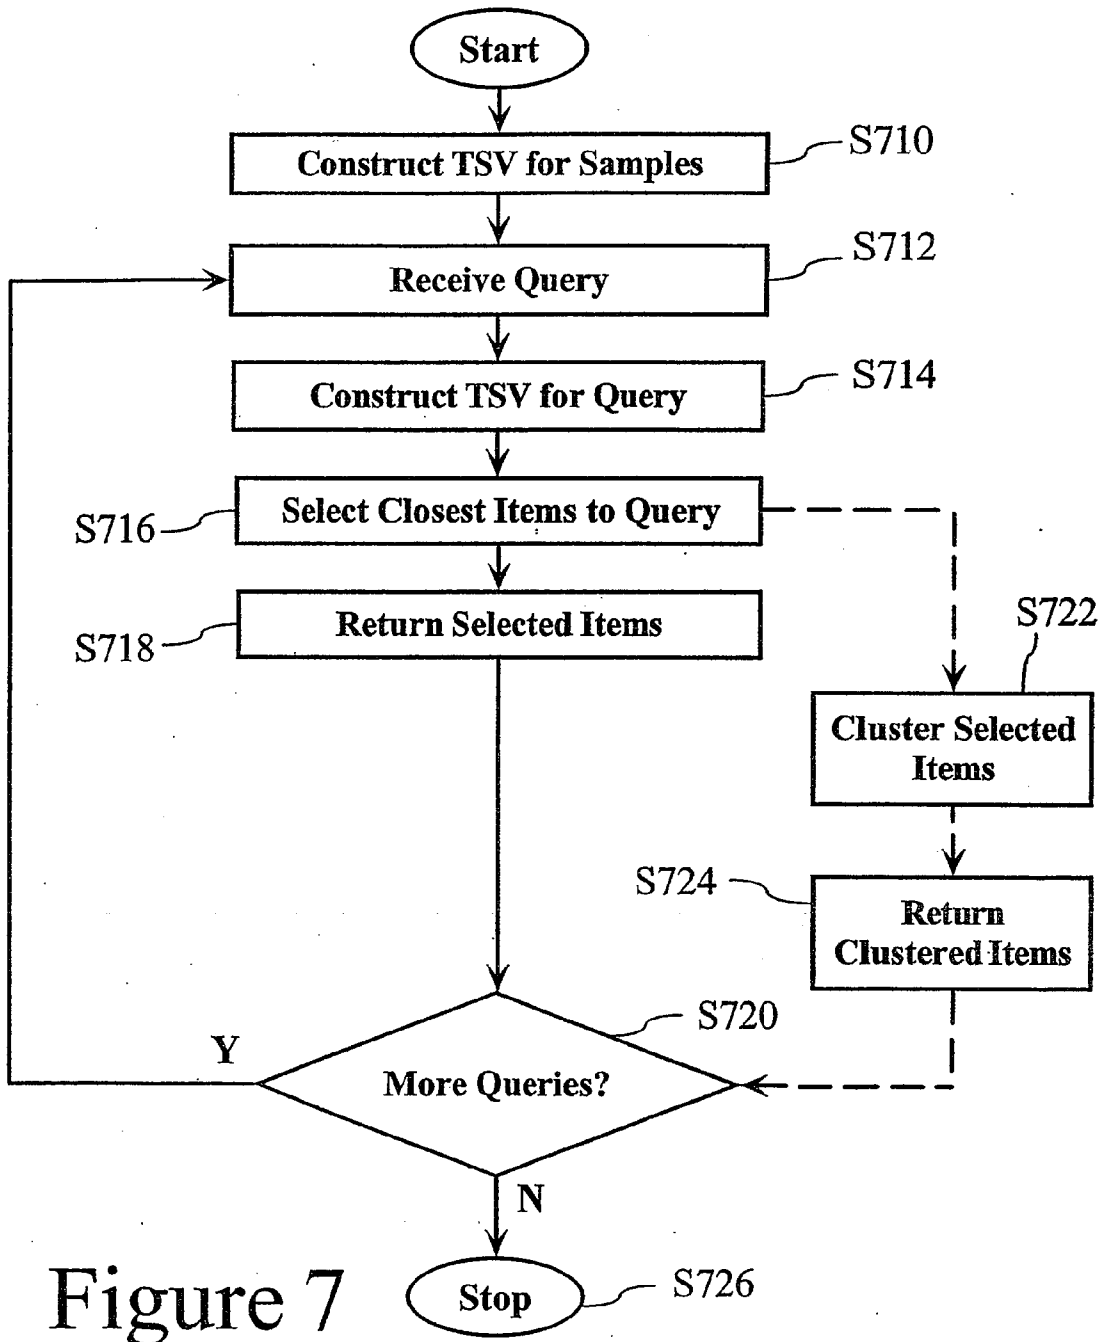 Start
Construct TSV for Samples
S710
Receive Query
S712
Construct TSV for Query
S714
Select Closest Items to Query
S716
Return Selected Items
S718
S722
Cluster Selected
Items
S724
Return
Clustered Items
S720
Y
More Queries?
N
Stop
S726
Figure 7